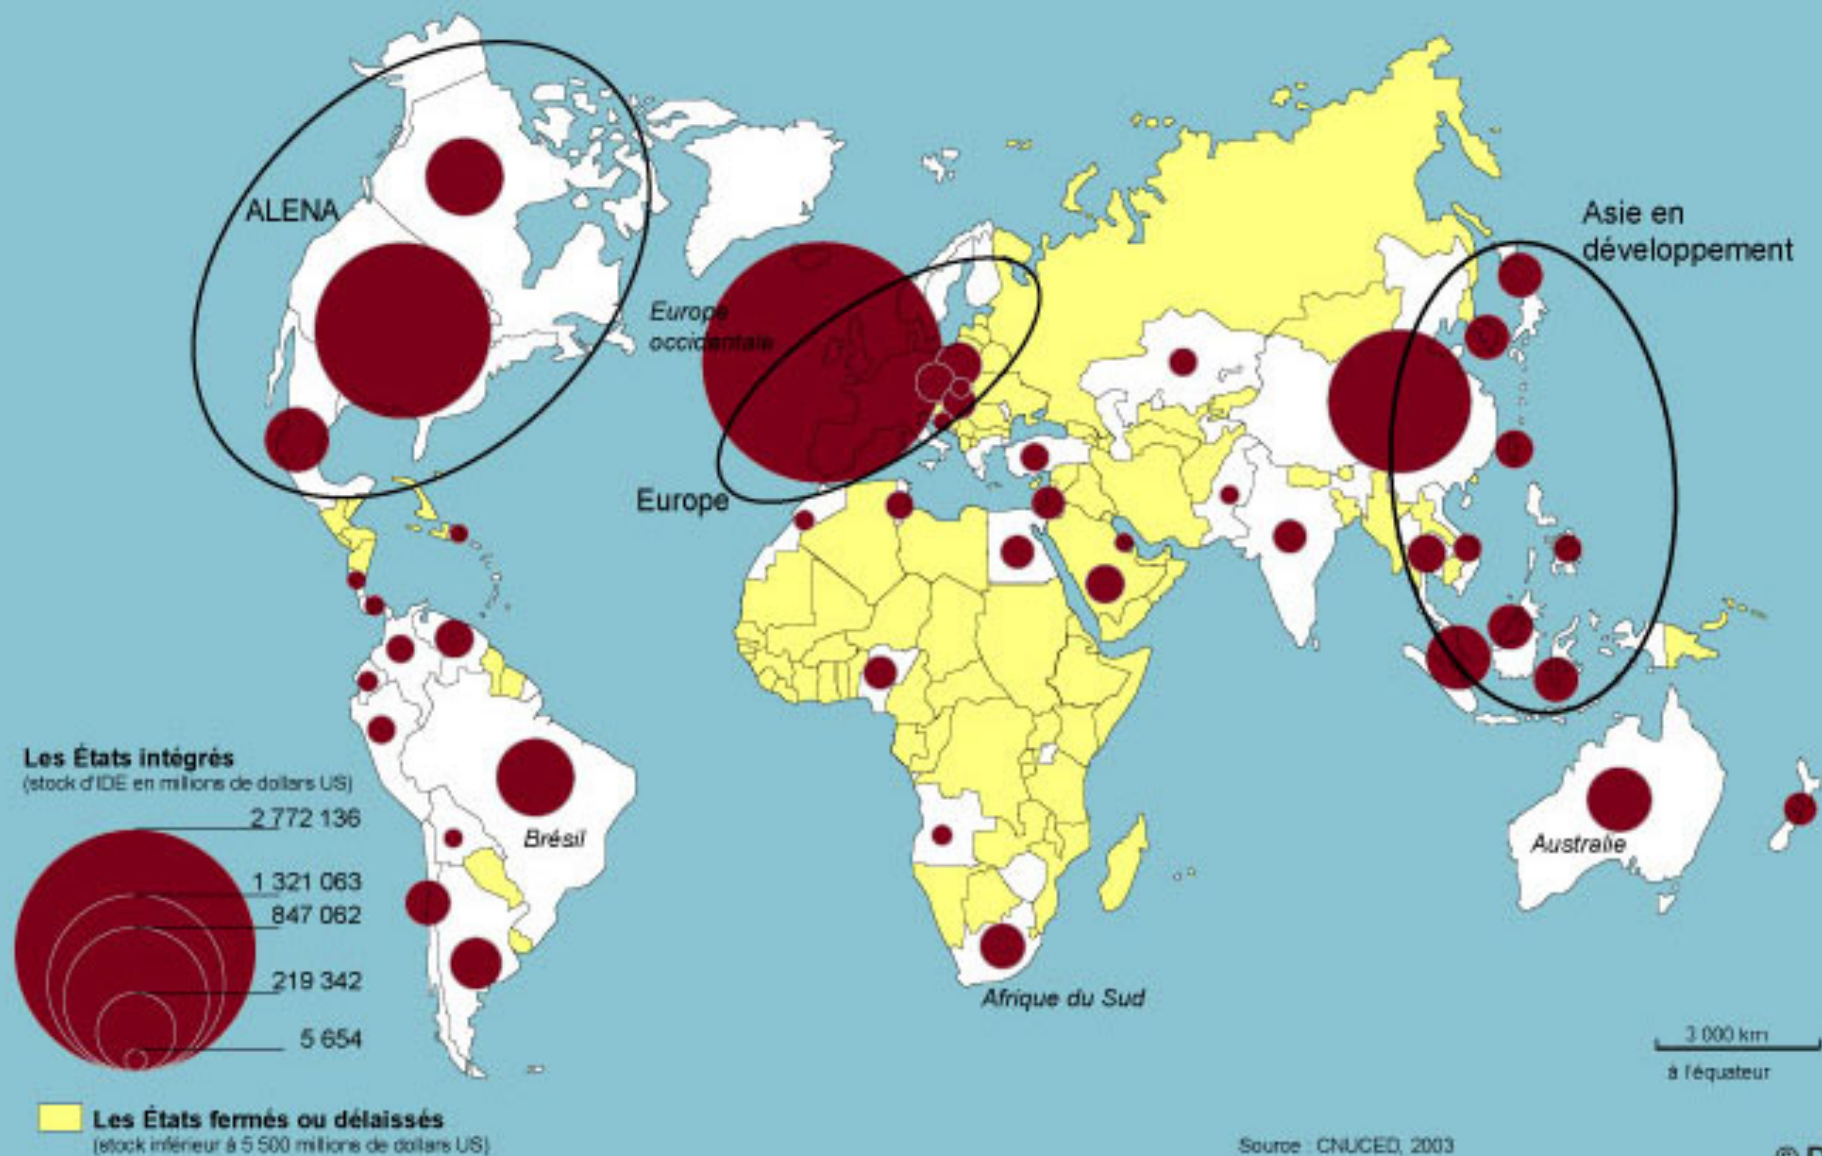 ALENA
Asie en
développement
Europe
occidentale
Europe
Les États intégrés
(stock d'IDE en millions de dollars US)
2 772 136
1 321 063
847 062
219 342
5 654
Brésil
Australie
Afrique du Sud
3 000 km
à l'équateur
Les États fermés ou délaissés
(stock inférieur à 5 500 millions de dollars US)
Source : CNUCED, 2003